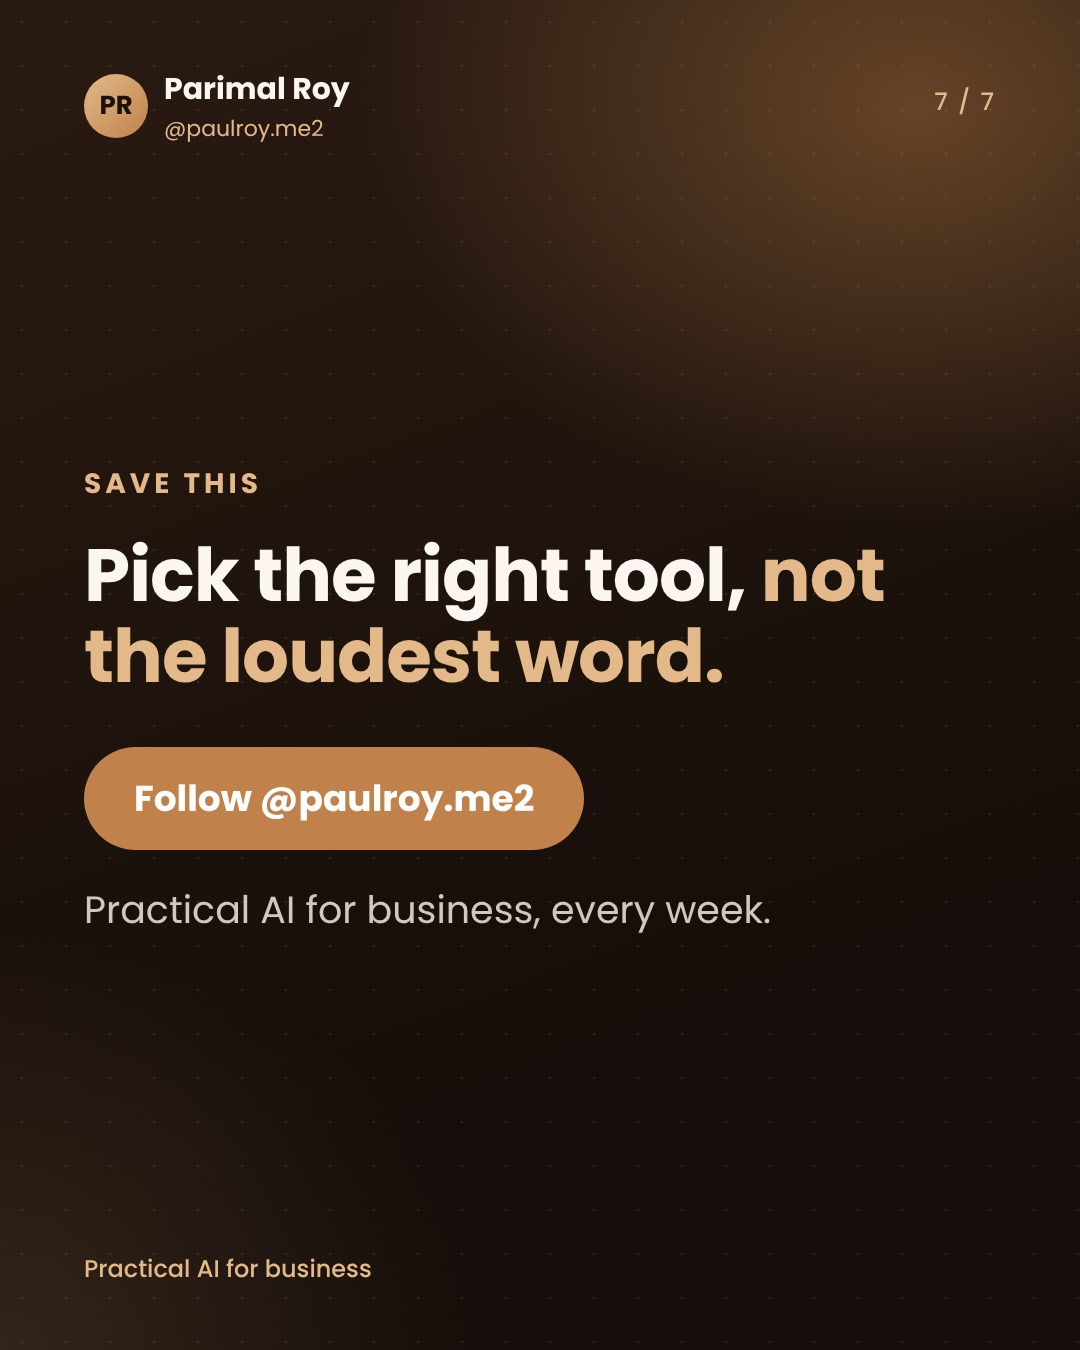 PR
Parimal Roy
@paulroy.me2
7 / 7
SAVE THIS
Pick the right tool, not
the loudest word.
Follow @paulroy.me2
Practical AI for business, every week.
Practical AI for business